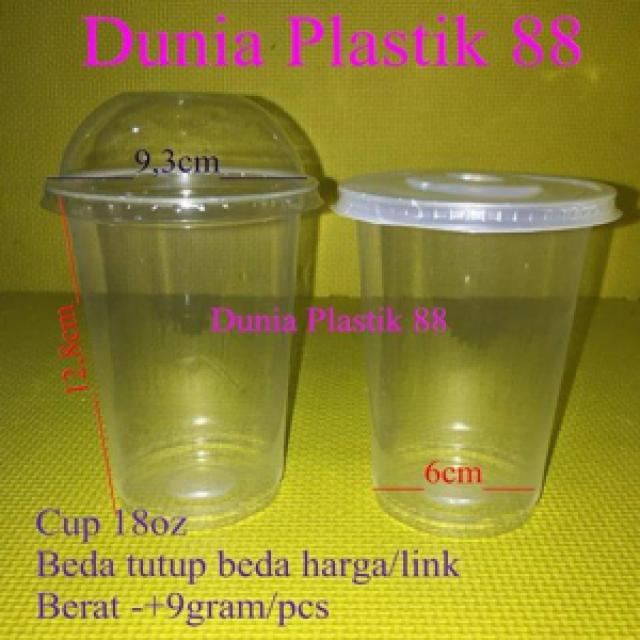 Dunia Plastik 88
9,3cm
12,8cm
Dunia Plastik 88
6cm
Cup 18oz
Beda tutup beda harga/link
Berat -+9gram/pcs